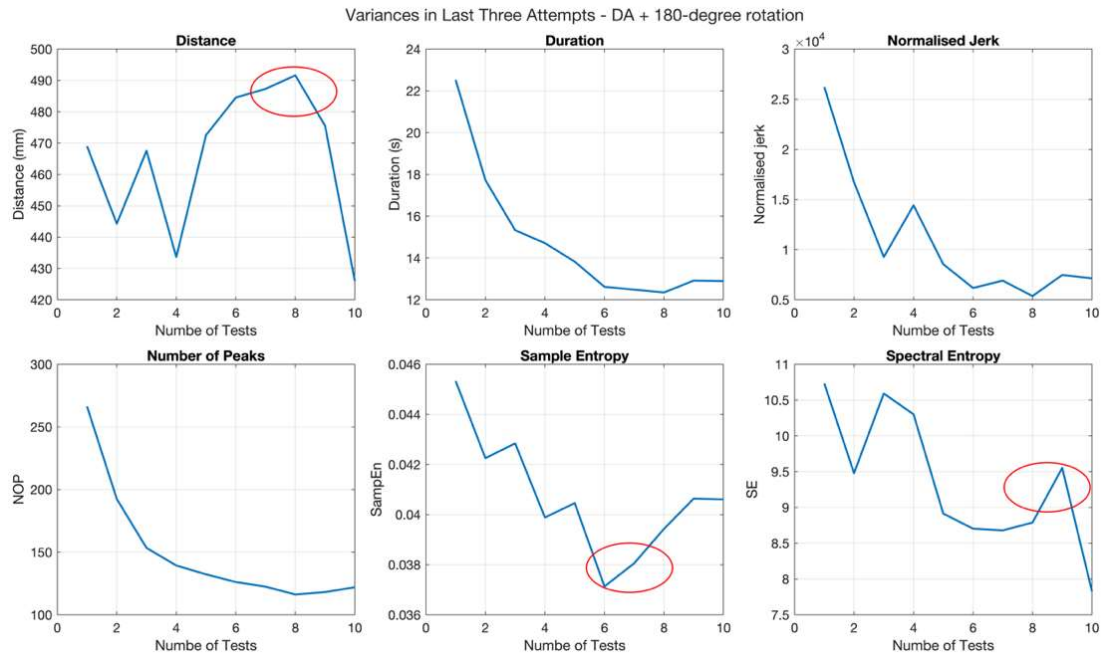 Variances in Last Three Attempts - DA + 180-degree rotation
Distance
500
490
480
470
460
450
440
430
420
Distance (mm)
0 2 4 6 8 10
Numbe of Tests
Duration
24
22
20
18
16
14
12
Duration (s)
0 2 4 6 8 10
Numbe of Tests
Normalised Jerk
×10⁴
3
2.5
2
1.5
1
0.5
Normalised jerk
0 2 4 6 8 10
Numbe of Tests
Number of Peaks
300
250
200
150
100
NOP
0 2 4 6 8 10
Numbe of Tests
Sample Entropy
0.046
0.044
0.042
0.04
0.038
0.036
SampEn
0 2 4 6 8 10
Numbe of Tests
Spectral Entropy
11
10.5
10
9.5
9
8.5
8
7.5
SE
0 2 4 6 8 10
Numbe of Tests